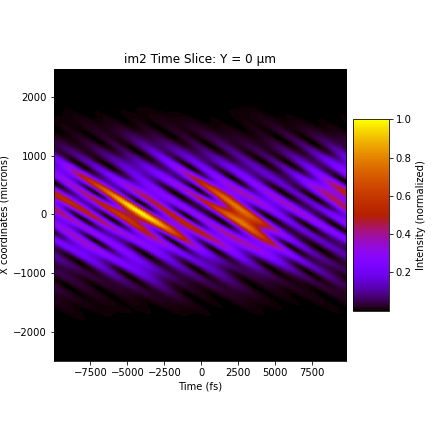 im2 Time Slice: Y = 0 μm
2000
1000
0
−1000
−2000
X coordinates (microns)
−7500 −5000 −2500 0 2500 5000 7500
Time (fs)
1.0
0.8
0.6
0.4
0.2
Intensity (normalized)